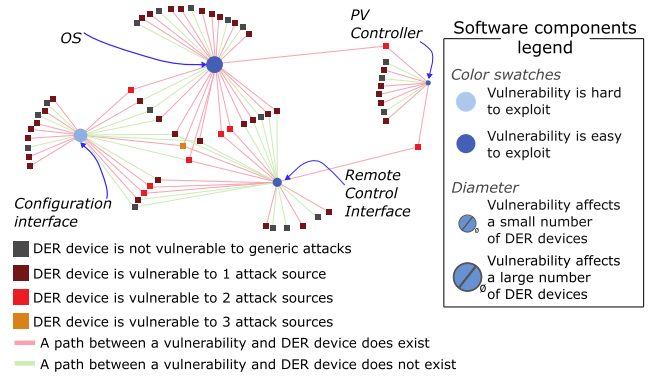 OS
PV
Controller
Software components
legend
Color swatches
Vulnerability is hard
to exploit
Vulnerability is easy
to exploit
Diameter
Vulnerability affects
a small number
of DER devices
ø
Vulnerability affects
a large number
of DER devices
ø
Configuration
interface
Remote
Control
Interface
DER device is not vulnerable to generic attacks
DER device is vulnerable to 1 attack source
DER device is vulnerable to 2 attack sources
DER device is vulnerable to 3 attack sources
A path between a vulnerability and DER device does exist
A path between a vulnerability and DER device does not exist